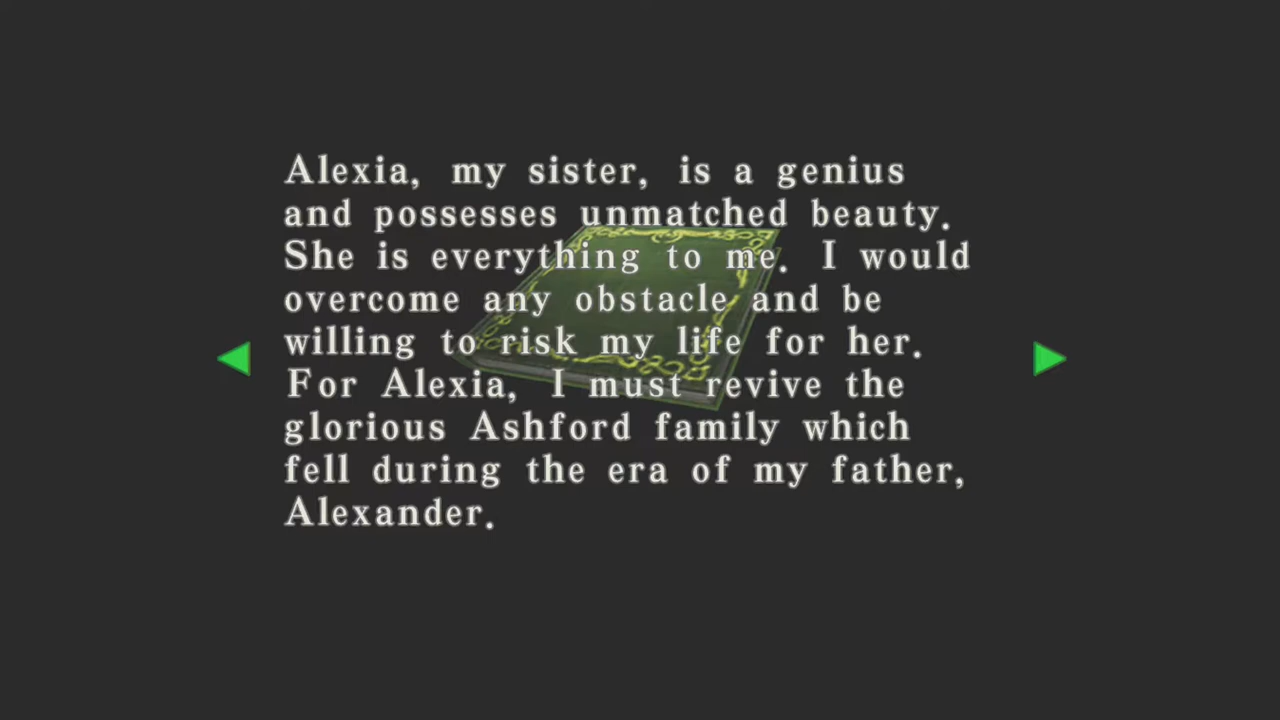 Alexia, my sister, is a genius
and possesses unmatched beauty.
She is everything to me. I would
overcome any obstacle and be
willing to risk my life for her.
For Alexia, I must revive the
glorious Ashford family which
fell during the era of my father,
Alexander.